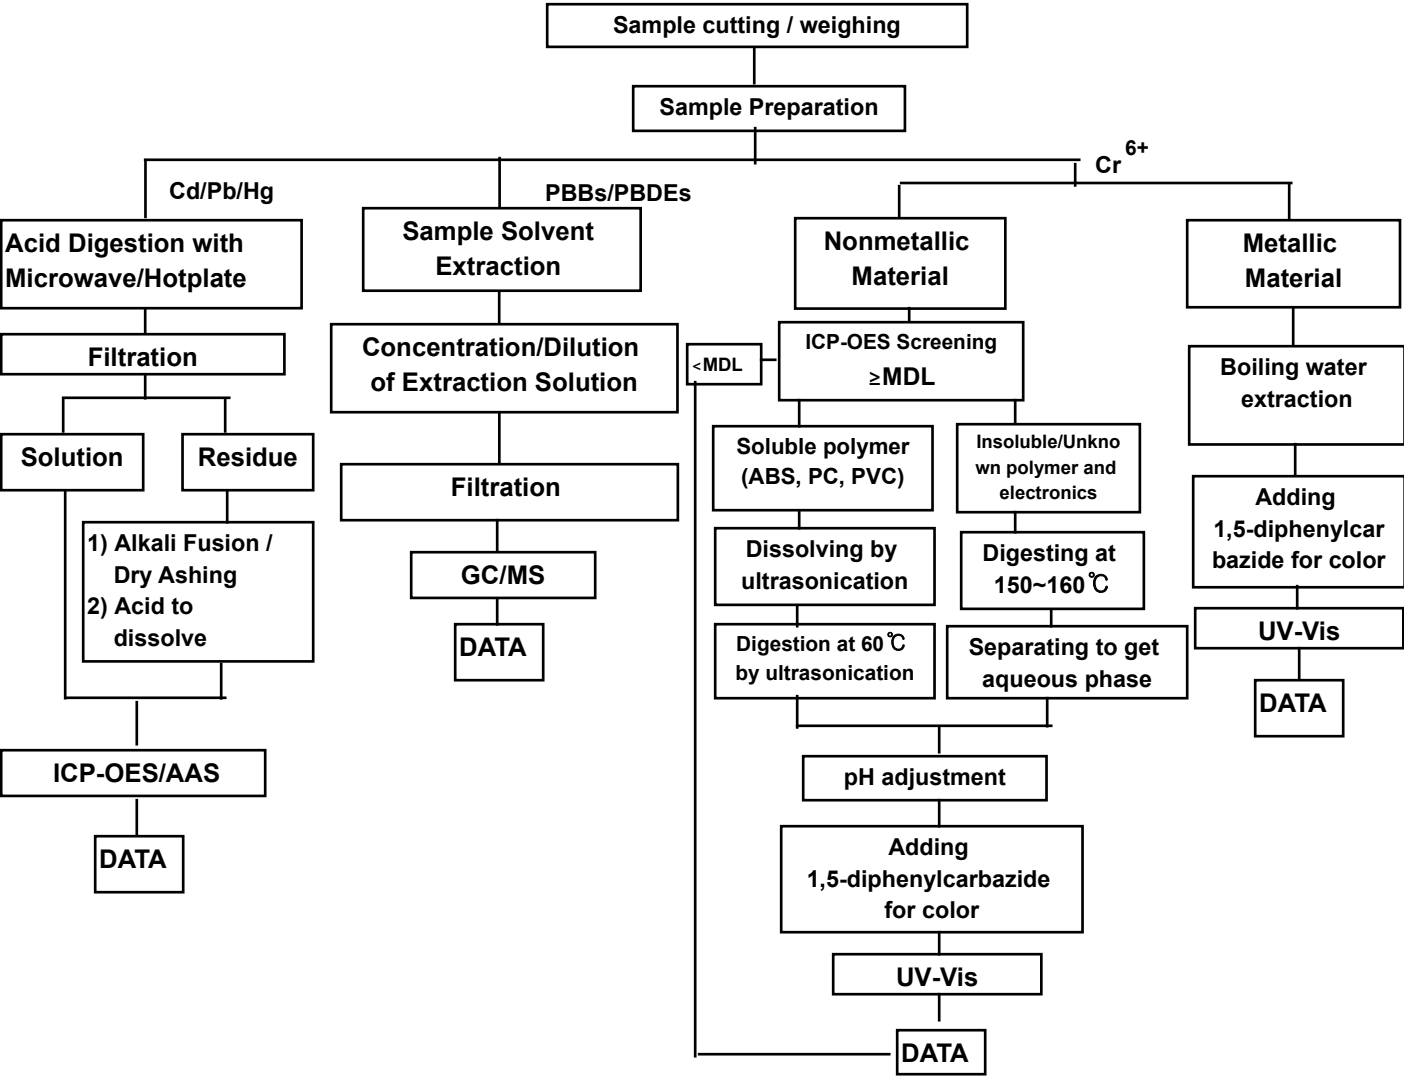 Sample cutting / weighing
Sample Preparation
Cr 6+
Cd/Pb/Hg
PBBs/PBDEs
Acid Digestion with
Microwave/Hotplate
Filtration
Solution
Residue
1) Alkali Fusion /
Dry Ashing
2) Acid to
dissolve
ICP-OES/AAS
DATA
Sample Solvent
Extraction
Concentration/Dilution
of Extraction Solution
Filtration
GC/MS
DATA
Nonmetallic
Material
ICP-OES Screening
≥MDL
<MDL
Soluble polymer
(ABS, PC, PVC)
Dissolving by
ultrasonication
Digestion at 60℃
by ultrasonication
Insoluble/Unkno
wn polymer and
electronics
Digesting at
150~160℃
Separating to get
aqueous phase
pH adjustment
Adding
1,5-diphenylcarbazide
for color
UV-Vis
DATA
Metallic
Material
Boiling water
extraction
Adding
1,5-diphenylcar
bazide for color
UV-Vis
DATA